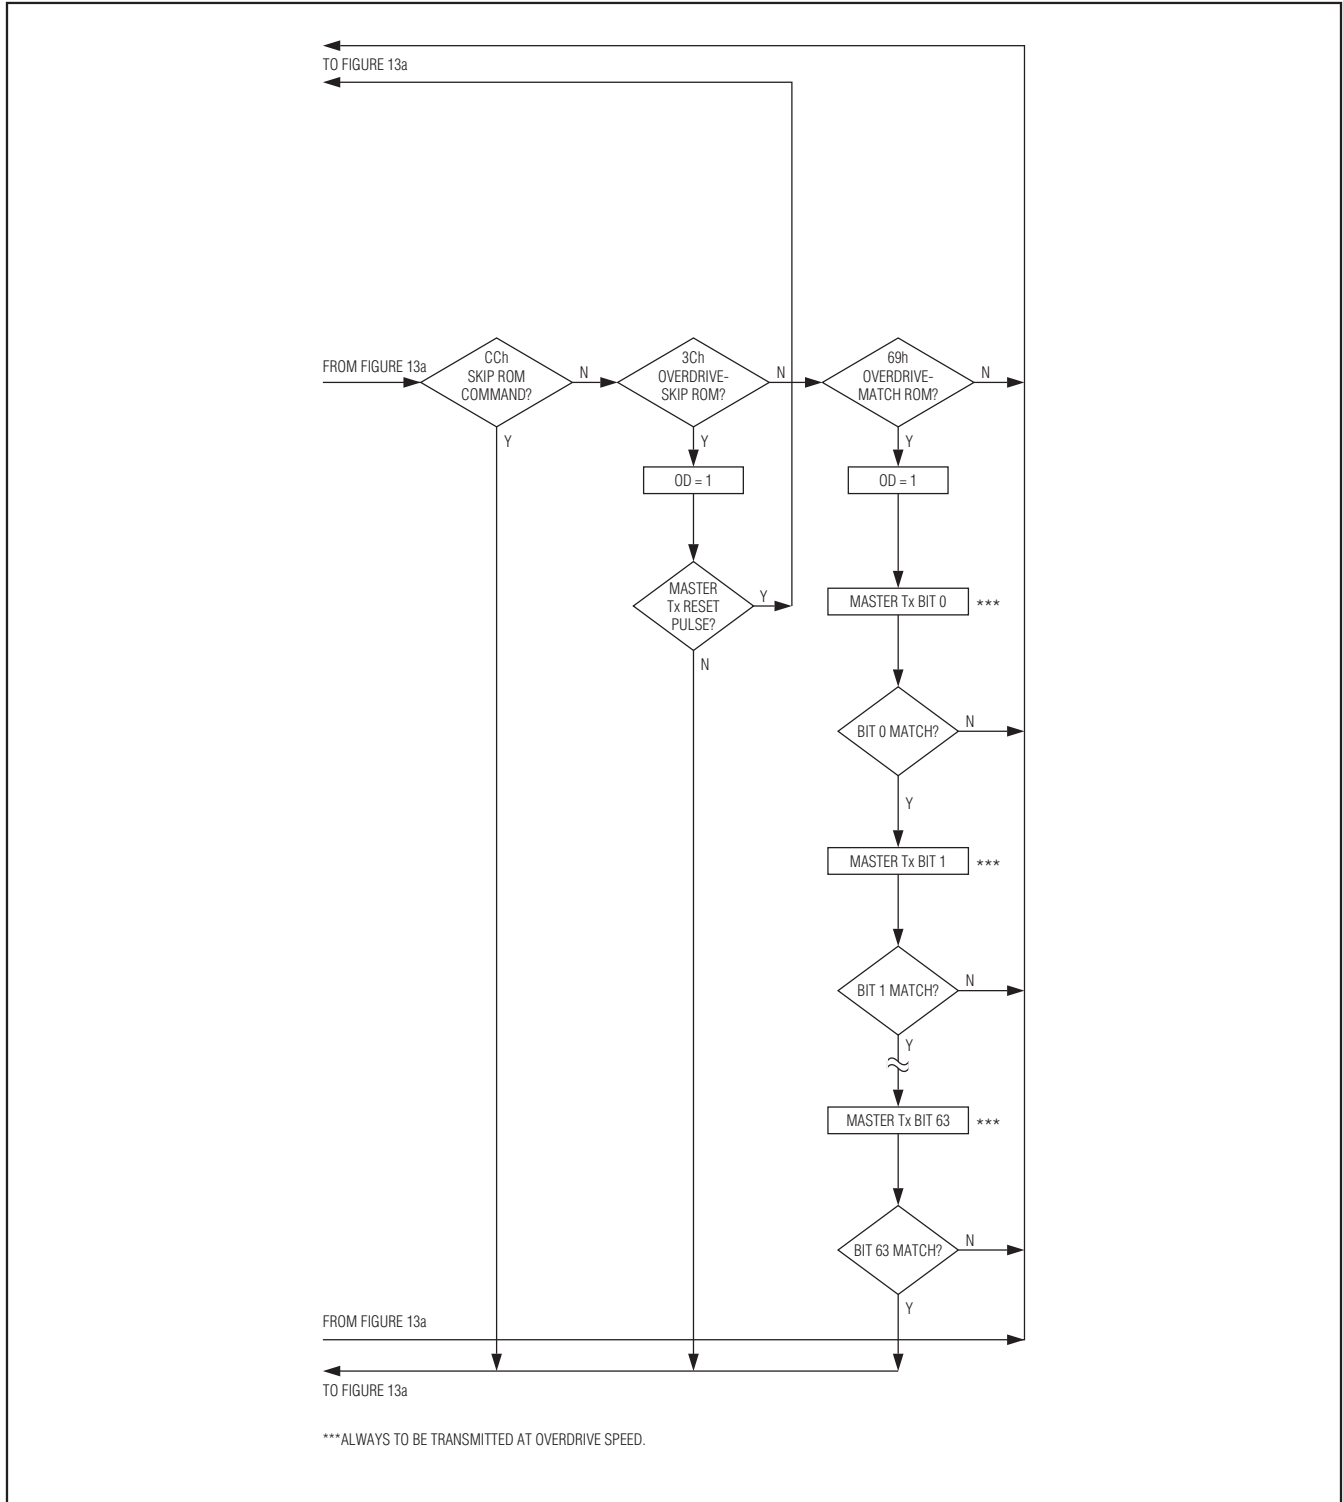 TO FIGURE 13a
FROM FIGURE 13a
CCh
SKIP ROM
COMMAND?
N
3Ch
OVERDRIVE-
SKIP ROM?
N
69h
OVERDRIVE-
MATCH ROM?
N
Y
Y
Y
OD = 1
OD = 1
MASTER
Tx RESET
PULSE?
Y
N
MASTER Tx BIT 0
***
BIT 0 MATCH?
N
Y
MASTER Tx BIT 1
***
BIT 1 MATCH?
N
Y
MASTER Tx BIT 63
***
BIT 63 MATCH?
N
Y
FROM FIGURE 13a
TO FIGURE 13a
***ALWAYS TO BE TRANSMITTED AT OVERDRIVE SPEED.